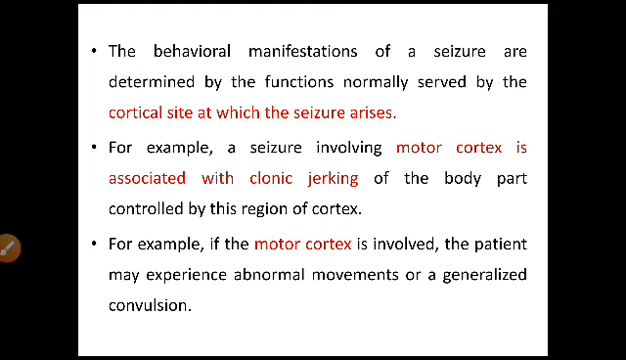 • The behavioral manifestations of a seizure are
determined by the functions normally served by the
cortical site at which the seizure arises.
• For example, a seizure involving motor cortex is
associated with clonic jerking of the body part
controlled by this region of cortex.
• For example, if the motor cortex is involved, the patient
may experience abnormal movements or a generalized
convulsion.